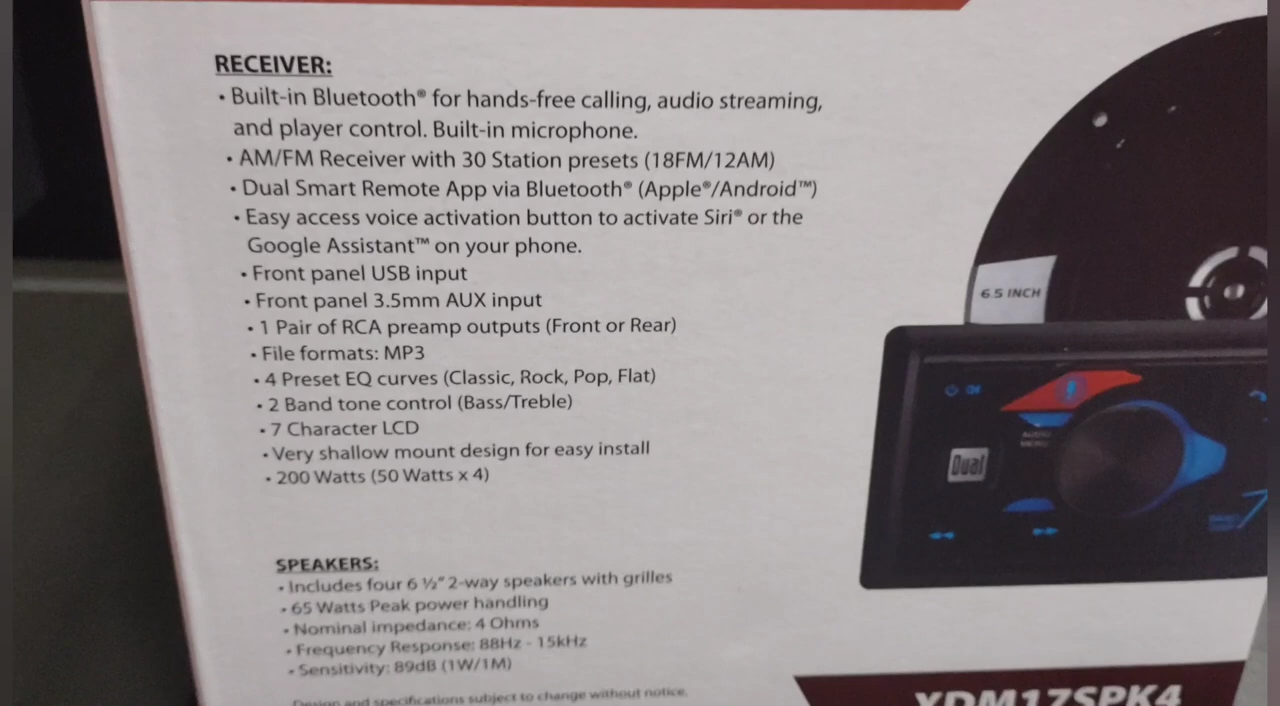 RECEIVER:
• Built-in Bluetooth® for hands-free calling, audio streaming,
and player control. Built-in microphone.
• AM/FM Receiver with 30 Station presets (18FM/12AM)
• Dual Smart Remote App via Bluetooth® (Apple®/Android™)
• Easy access voice activation button to activate Siri® or the
Google Assistant™ on your phone.
• Front panel USB input
• Front panel 3.5mm AUX input
• 1 Pair of RCA preamp outputs (Front or Rear)
• File formats: MP3
• 4 Preset EQ curves (Classic, Rock, Pop, Flat)
• 2 Band tone control (Bass/Treble)
• 7 Character LCD
• Very shallow mount design for easy install
• 200 Watts (50 Watts x 4)
SPEAKERS:
• Includes four 6 ½" 2-way speakers with grilles
• 65 Watts Peak power handling
• Nominal impedance: 4 Ohms
• Frequency Response: 88Hz - 15kHz
• Sensitivity: 89dB (1W/1M)
Design and specifications subject to change without notice.
6.5 INCH
AUDIO
MENU
Dual
7
XDM17SPK4